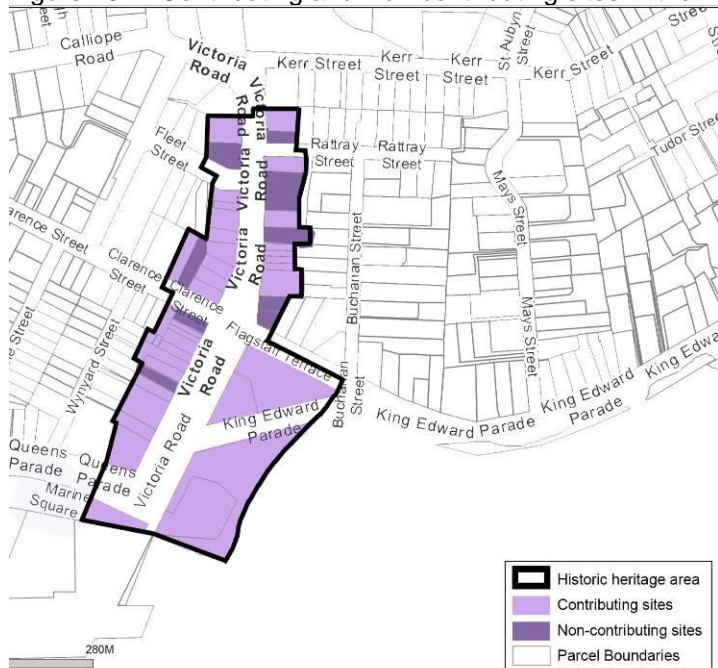 Calliope
Road
Victoria
Road
Kerr Street
Kerr
Street
Kerr
Street
St Aubyn
Street
Kerr Street
Victoria
Road
Fleet
Street
Rattray
Street
Rattray
Street
Tudor Street
Victoria
Road
Mays Street
Clarence Street
Victoria
Road
Buchanan Street
Clarence
Street
Clarence
Street
Flagstaff Terrace
Mays Street
King Edward
Wynyard Street
Victoria
Road
Buchanan
Street
King Edward
Parade
King Edward
Parade
King Edward Parade
Victoria Road
Queens
Parade
Queens
Parade
Marine
Square
Historic heritage area
Contributing sites
Non-contributing sites
Parcel Boundaries
280M